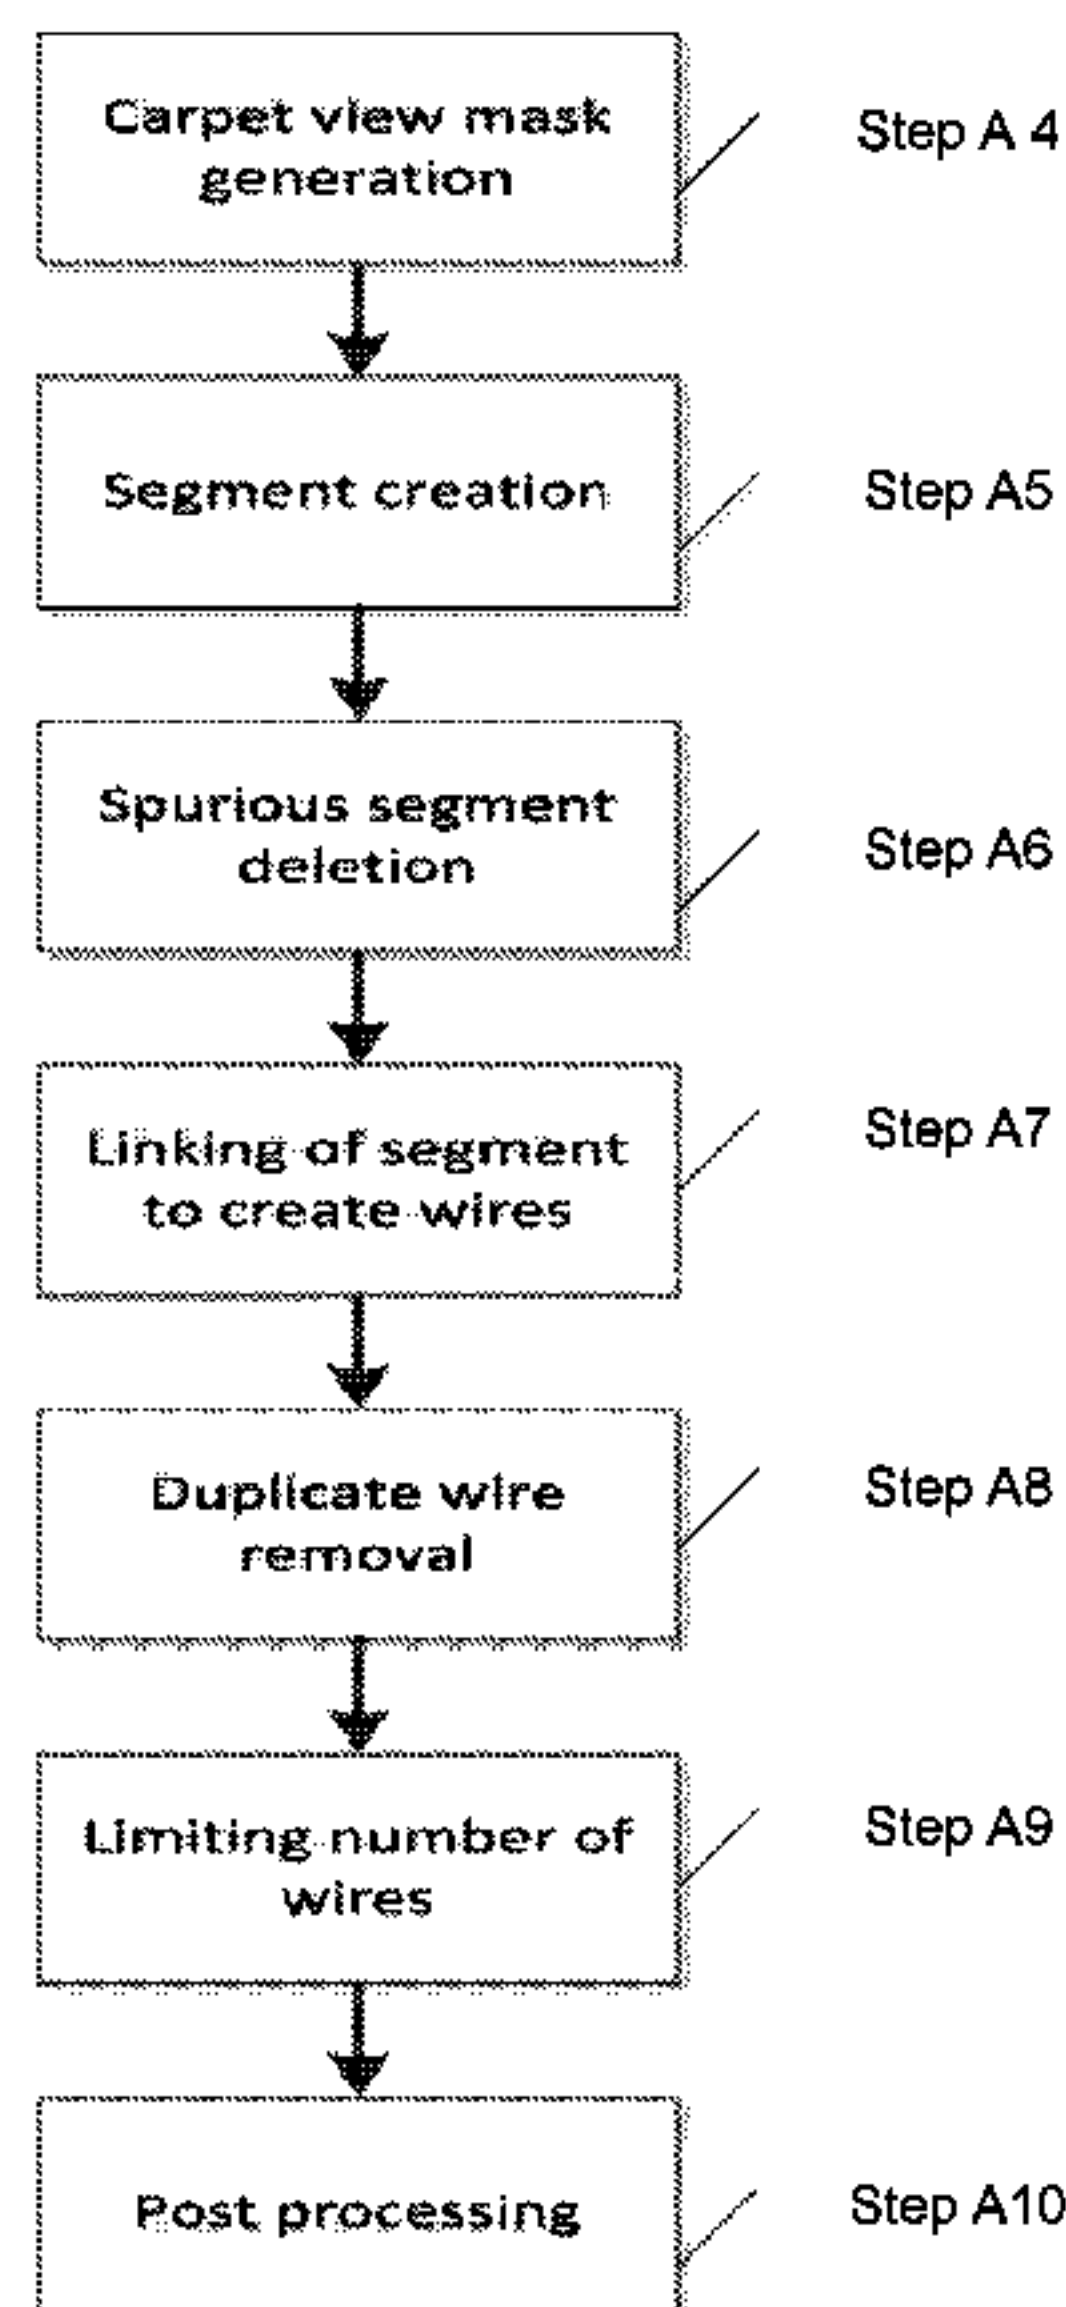 Carpet view mask
generation
Step A 4
Segment creation
Step A5
Spurious segment
deletion
Step A6
Linking of segment
to create wires
Step A7
Duplicate wire
removal
Step A8
Limiting number of
wires
Step A9
Post processing
Step A10